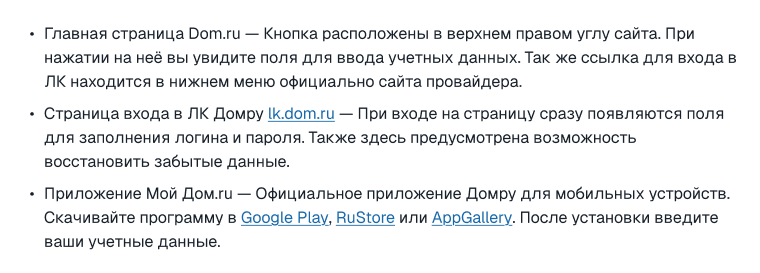 • Главная страница Dom.ru — Кнопка расположены в верхнем правом углу сайта. При
нажатии на неё вы увидите поля для ввода учетных данных. Так же ссылка для входа в
ЛК находится в нижнем меню официально сайта провайдера.
• Страница входа в ЛК Домру lk.dom.ru — При входе на страницу сразу появляются поля
для заполнения логина и пароля. Также здесь предусмотрена возможность
восстановить забытые данные.
• Приложение Мой Дом.ru — Официальное приложение Домру для мобильных устройств.
Скачивайте программу в Google Play, RuStore или AppGallery. После установки введите
ваши учетные данные.